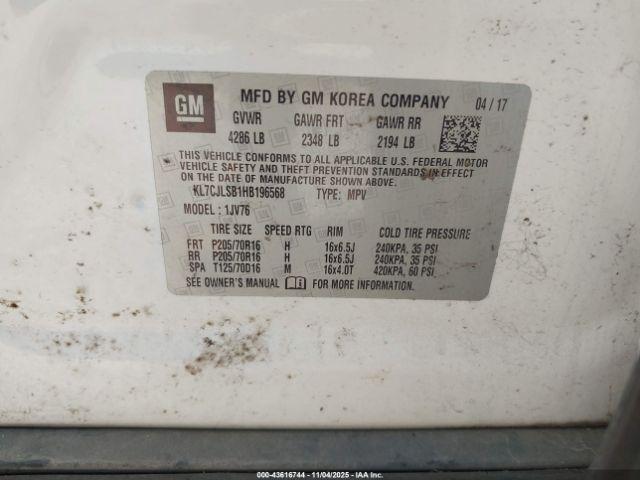 GM
MFD BY GM KOREA COMPANY 04 / 17
GVWR GAWR FRT GAWR RR
4286 LB 2348 LB 2194 LB
THIS VEHICLE CONFORMS TO ALL APPLICABLE U.S. FEDERAL MOTOR
VEHICLE SAFETY AND THEFT PREVENTION STANDARDS IN EFFECT
ON THE DATE OF MANUFACTURE SHOWN ABOVE.
KL7CJLSB1HB196568 TYPE: MPV
MODEL: 1JV76
TIRE SIZE SPEED RTG RIM COLD TIRE PRESSURE
FRT P205/70R16 H 16x6.5J 240KPA, 35 PSI
RR P205/70R16 H 16x6.5J 240KPA, 35 PSI
SPA T125/70D16 M 16x4.0T 420KPA, 60 PSI
SEE OWNER'S MANUAL FOR MORE INFORMATION.
000-43616744 - 11/04/2025 - IAA Inc.